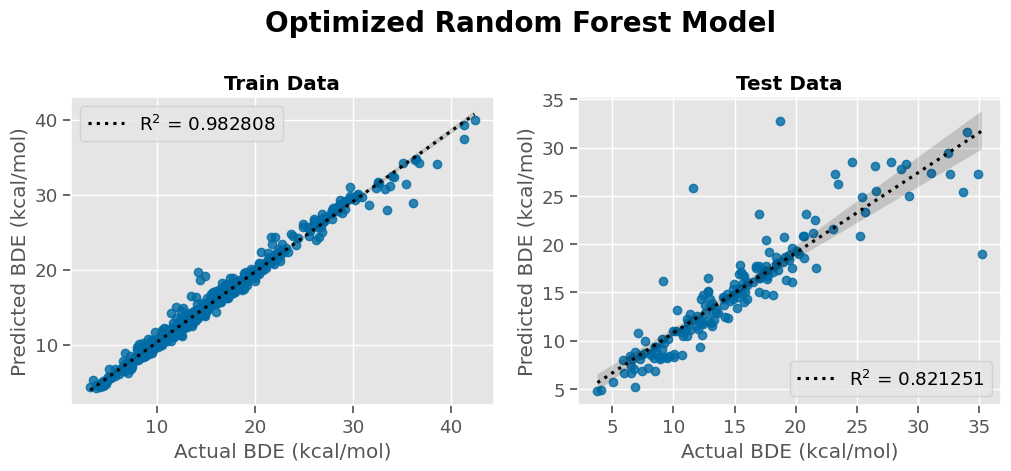 Optimized Random Forest Model
Train Data
R² = 0.982808
40
30
20
10
10
20
30
40
Predicted BDE (kcal/mol)
Actual BDE (kcal/mol)
Test Data
R² = 0.821251
35
30
25
20
15
10
5
5
10
15
20
25
30
35
Predicted BDE (kcal/mol)
Actual BDE (kcal/mol)